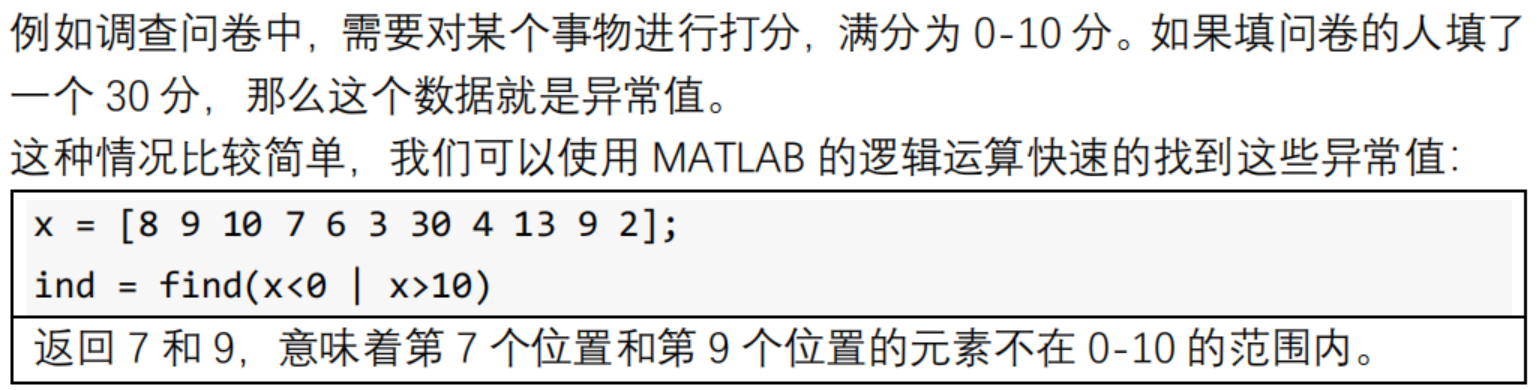 例如调查问卷中，需要对某个事物进行打分，满分为 0-10 分。如果填问卷的人填了
一个 30 分，那么这个数据就是异常值。
这种情况比较简单，我们可以使用 MATLAB 的逻辑运算快速的找到这些异常值：
x = [8 9 10 7 6 3 30 4 13 9 2];
ind = find(x<0 | x>10)
返回 7 和 9，意味着第 7 个位置和第 9 个位置的元素不在 0-10 的范围内。